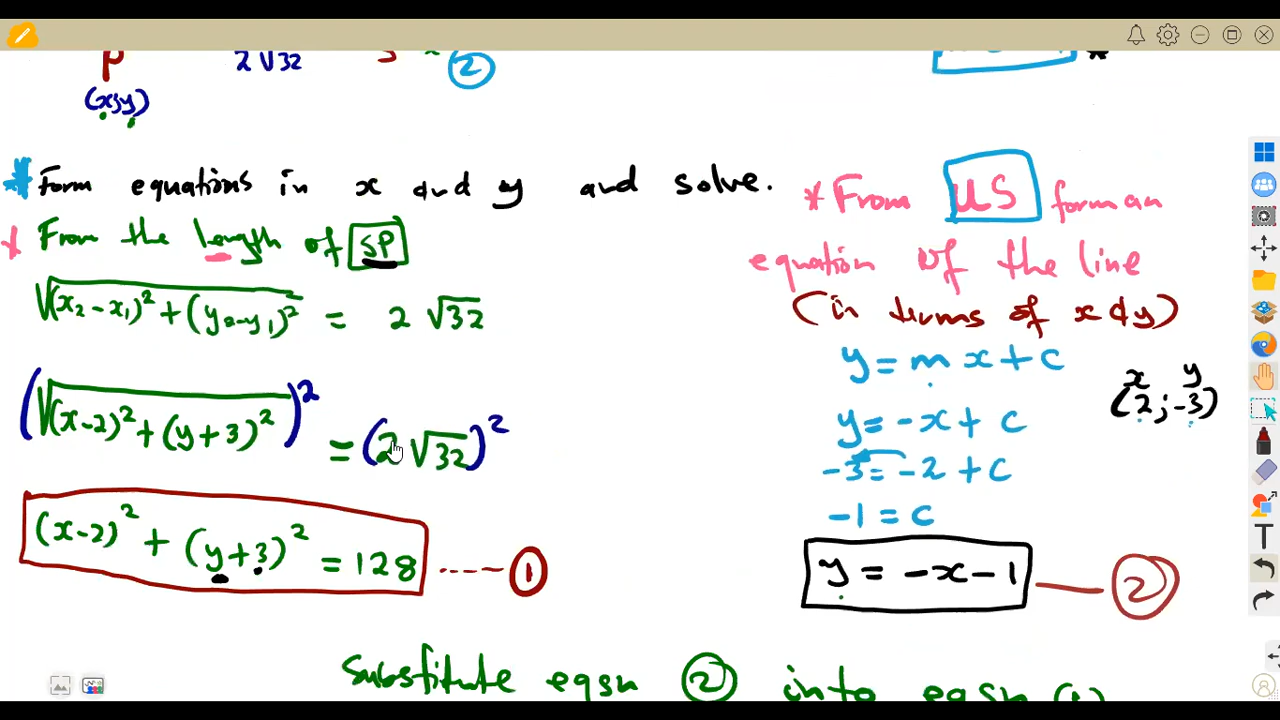 P 2√32 S
②
(x;y)
* Form equations in x and y and solve.
* From the length of SP
√(x₂-x₁)²+(y₂-y₁)² = 2√32
(√(x-2)²+(y+3)²)² = (2√32)²
(x-2)² + (y+3)² = 128 ------ ①
* From US form an
equation of the line
(in terms of x & y)
y = mx + c
x y
(2;-3)
y = -x + c
-3 = -2 + c
-1 = c
y = -x - 1 — ②
Substitute eqsn ② into eqsn (1)